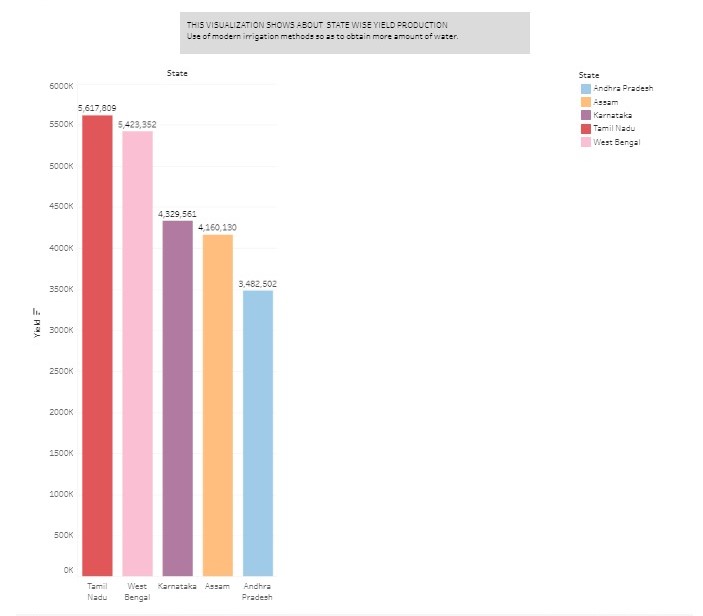 THIS VISUALIZATION SHOWS ABOUT STATE WISE YIELD PRODUCTION
Use of modern irrigation methods so as to obtain more amount of water.
State
State
Andhra Pradesh
Assam
Karnataka
Tamil Nadu
West Bengal
6000K
5500K
5000K
4500K
4000K
3500K
3000K
2500K
2000K
1500K
1000K
500K
0K
Yield
5,617,809
5,423,352
4,329,561
4,160,130
3,482,502
Tamil
Nadu
West
Bengal
Karnataka
Assam
Andhra
Pradesh